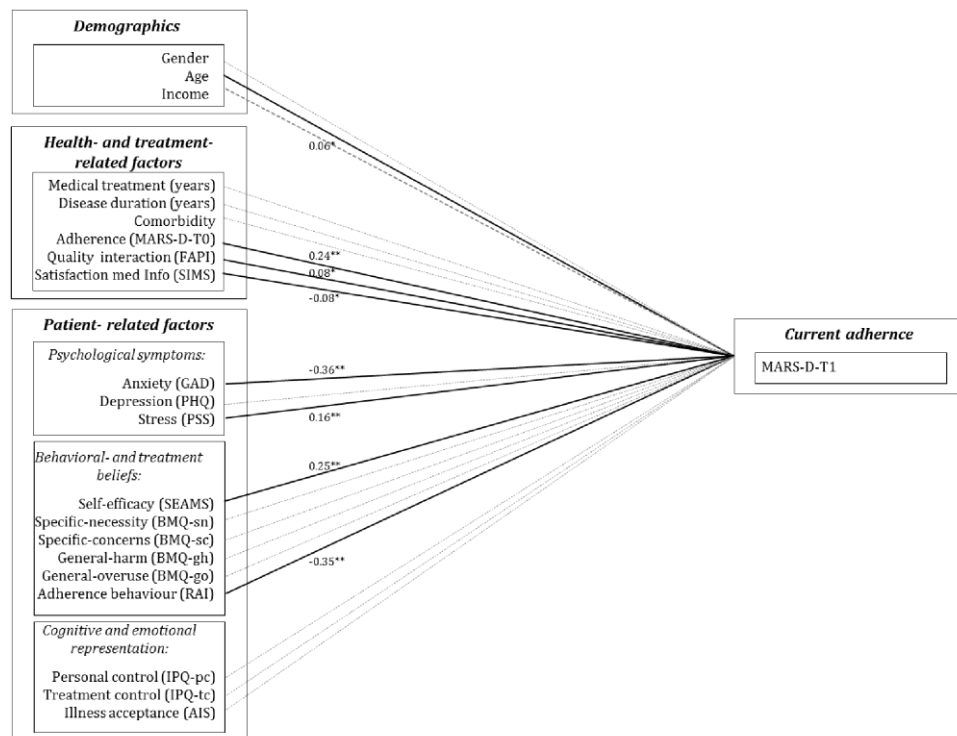 Demographics
Gender
Age
Income
0.06*
Health- and treatment-
related factors
Medical treatment (years)
Disease duration (years)
Comorbidity
Adherence (MARS-D-T0)
Quality interaction (FAPI)
Satisfaction med Info (SIMS)
0.24**
0.08*
-0.08*
Patient- related factors
Psychological symptoms:
Anxiety (GAD)
Depression (PHQ)
Stress (PSS)
-0.36**
0.16**
Behavioral- and treatment
beliefs:
Self-efficacy (SEAMS)
Specific-necessity (BMQ-sn)
Specific-concerns (BMQ-sc)
General-harm (BMQ-gh)
General-overuse (BMQ-go)
Adherence behaviour (RAI)
0.25**
-0.35**
Cognitive and emotional
representation:
Personal control (IPQ-pc)
Treatment control (IPQ-tc)
Illness acceptance (AIS)
Current adhernce
MARS-D-T1